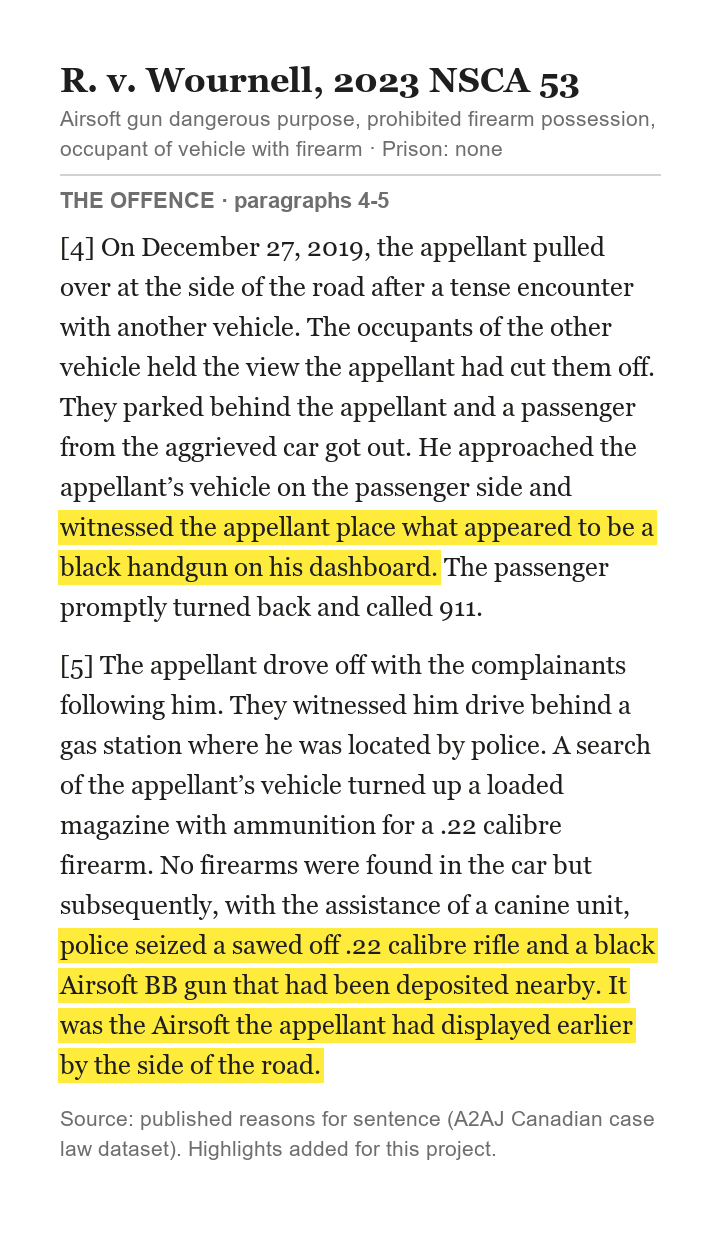 R. v. Wournell, 2023 NSCA 53
Airsoft gun dangerous purpose, prohibited firearm possession,
occupant of vehicle with firearm · Prison: none
THE OFFENCE · paragraphs 4-5
[4] On December 27, 2019, the appellant pulled
over at the side of the road after a tense encounter
with another vehicle. The occupants of the other
vehicle held the view the appellant had cut them off.
They parked behind the appellant and a passenger
from the aggrieved car got out. He approached the
appellant’s vehicle on the passenger side and
witnessed the appellant place what appeared to be a
black handgun on his dashboard. The passenger
promptly turned back and called 911.
[5] The appellant drove off with the complainants
following him. They witnessed him drive behind a
gas station where he was located by police. A search
of the appellant’s vehicle turned up a loaded
magazine with ammunition for a .22 calibre
firearm. No firearms were found in the car but
subsequently, with the assistance of a canine unit,
police seized a sawed off .22 calibre rifle and a black
Airsoft BB gun that had been deposited nearby. It
was the Airsoft the appellant had displayed earlier
by the side of the road.
Source: published reasons for sentence (A2AJ Canadian case
law dataset). Highlights added for this project.